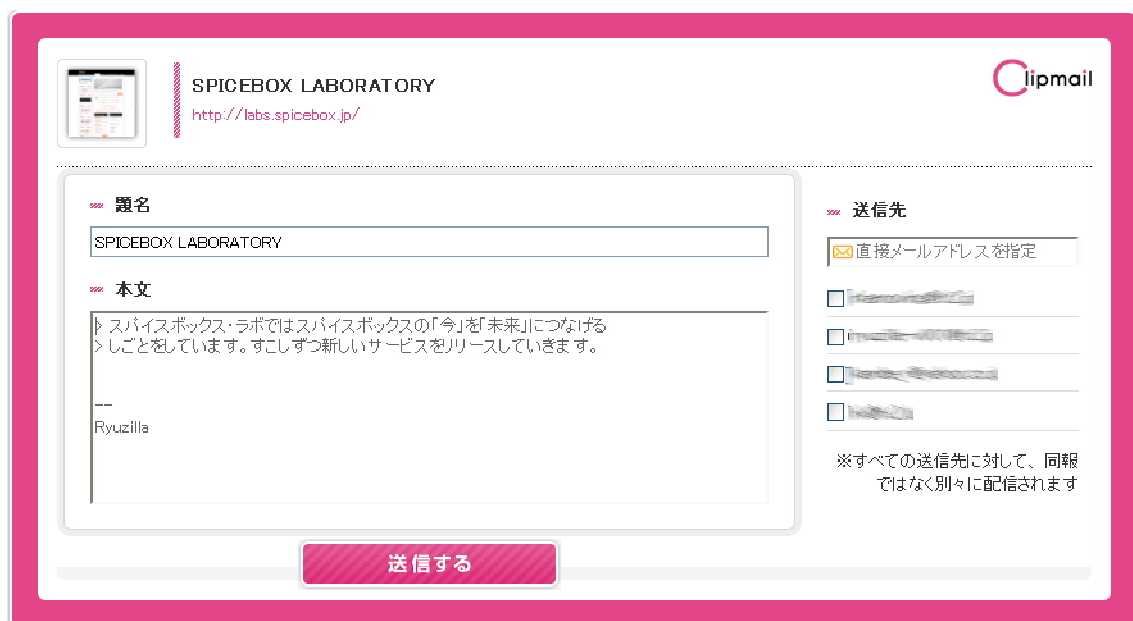 SPICEBOX LABORATORY
http://labs.spicebox.jp/
Clipmail
題名
SPICEBOX LABORATORY
本文
> スパイスボックス・ラボではスパイスボックスの「今」を「未来」につなげる
> しごとをしています。すこしずつ新しいサービスをリリースしていきます。
--
Ryuzilla
送信先
直接メールアドレスを指定
※すべての送信先に対して、同報
ではなく別々に配信されます
送信する